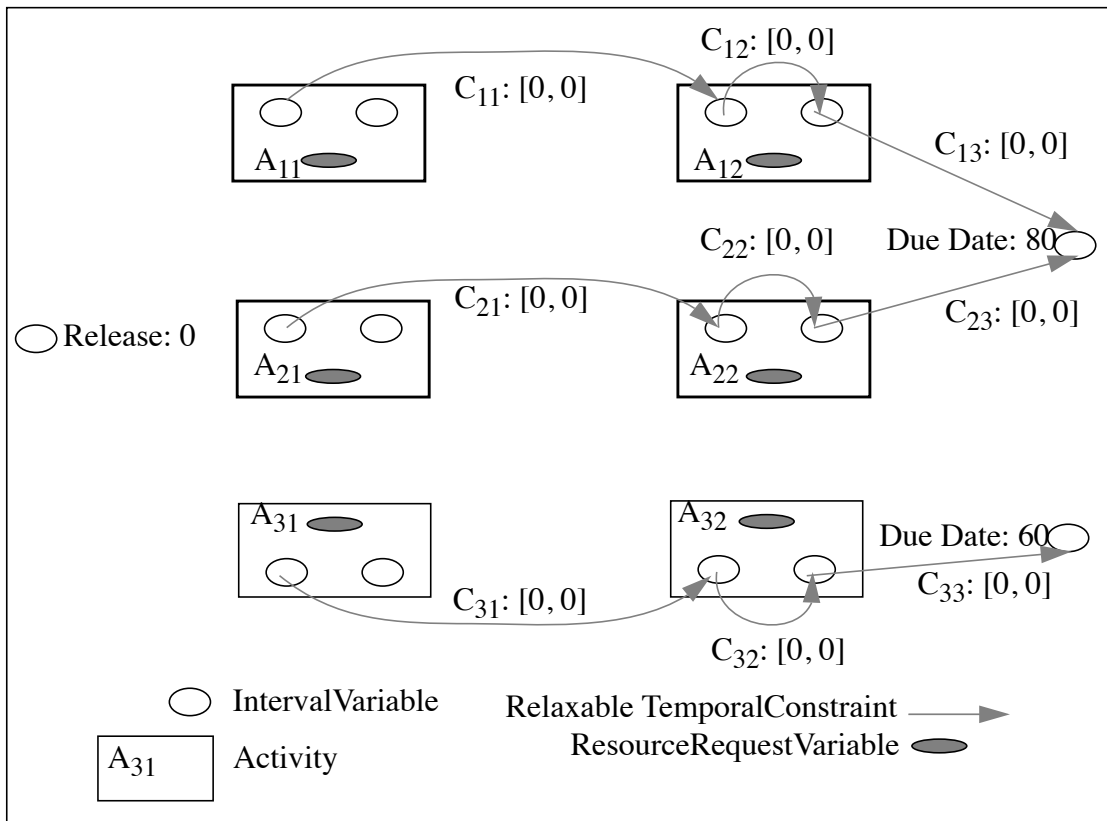 C12: [0, 0]
C11: [0, 0]
A11
A12
C13: [0, 0]
Due Date: 80
C22: [0, 0]
C21: [0, 0]
C23: [0, 0]
Release: 0
A21
A22
A31
A32
Due Date: 60
C31: [0, 0]
C33: [0, 0]
C32: [0, 0]
IntervalVariable
Relaxable TemporalConstraint
ResourceRequestVariable
A31
Activity